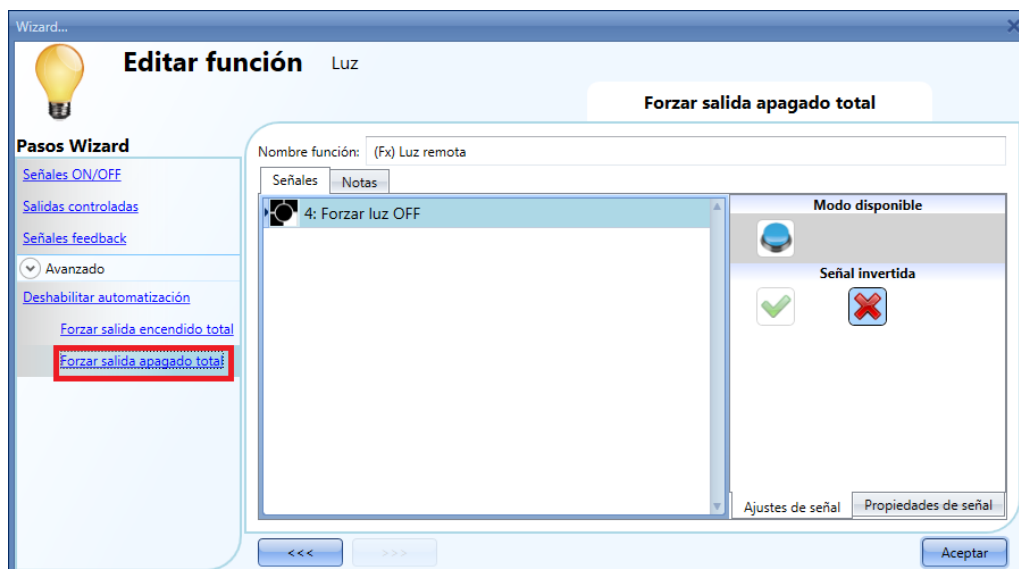 Wizard...
Editar función Luz
Forzar salida apagado total
Pasos Wizard
Señales ON/OFF
Salidas controladas
Señales feedback
Avanzado
Deshabilitar automatización
Forzar salida encendido total
Forzar salida apagado total
Nombre función: (Fx) Luz remota
Señales Notas
4: Forzar luz OFF
Modo disponible
Señal invertida
Ajustes de señal Propiedades de señal
<<< >>> Aceptar